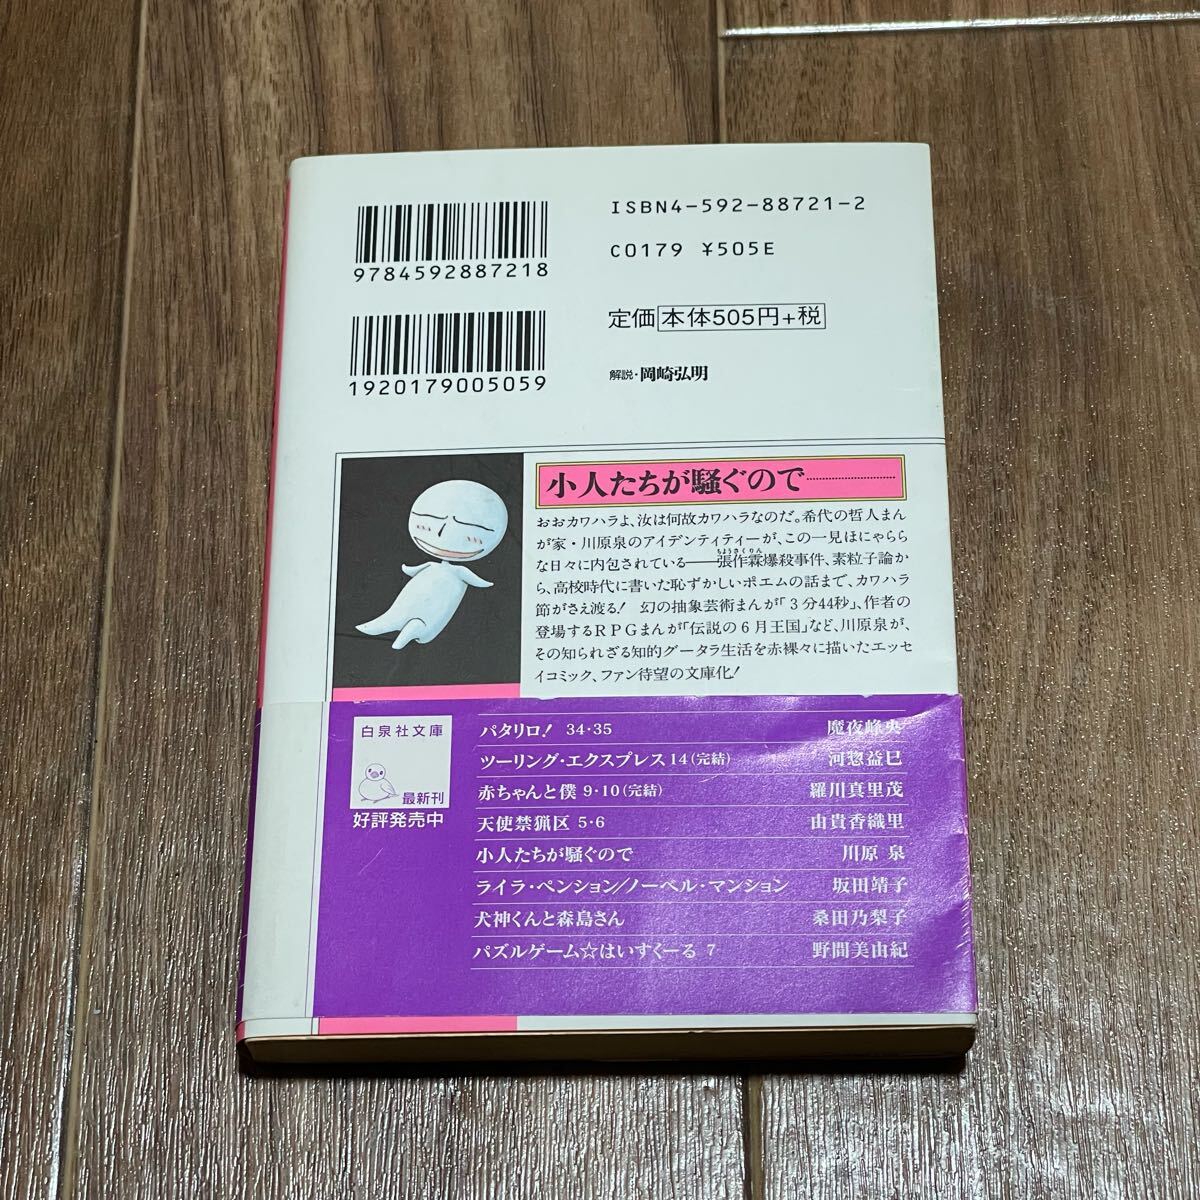 ISBN4-592-88721-2
C0179 ¥505E
9784592887218
定価 本体505円+税
1920179005059
解説・岡崎弘明
小人たちが騒ぐので
おおカワハラよ、汝は何故カワハラなのだ。希代の哲人まん
が家・川原泉のアイデンティティーが、この一見ほにゃらら
な日々に内包されている——張作霖爆殺事件、素粒子論か
ちょうさくりん
ら、高校時代に書いた恥ずかしいポエムの話まで、カワハラ
節がさえ渡る! 幻の抽象芸術まんが「3分44秒」、作者の
登場するRPGまんが「伝説の6月王国」など、川原泉が、
その知られざる知的グータラ生活を赤裸々に描いたエッセ
イコミック、ファン待望の文庫化!
白泉社文庫
最新刊
好評発売中
パタリロ! 34・35 魔夜峰央
ツーリング・エクスプレス 14(完結) 河惣益巳
赤ちゃんと僕 9・10(完結) 羅川真里茂
天使禁猟区 5・6 由貴香織里
小人たちが騒ぐので 川原 泉
ライラ・ペンション/ノーベル・マンション 坂田靖子
犬神くんと森島さん 桑田乃梨子
パズルゲーム☆はいすくーる 7 野間美由紀